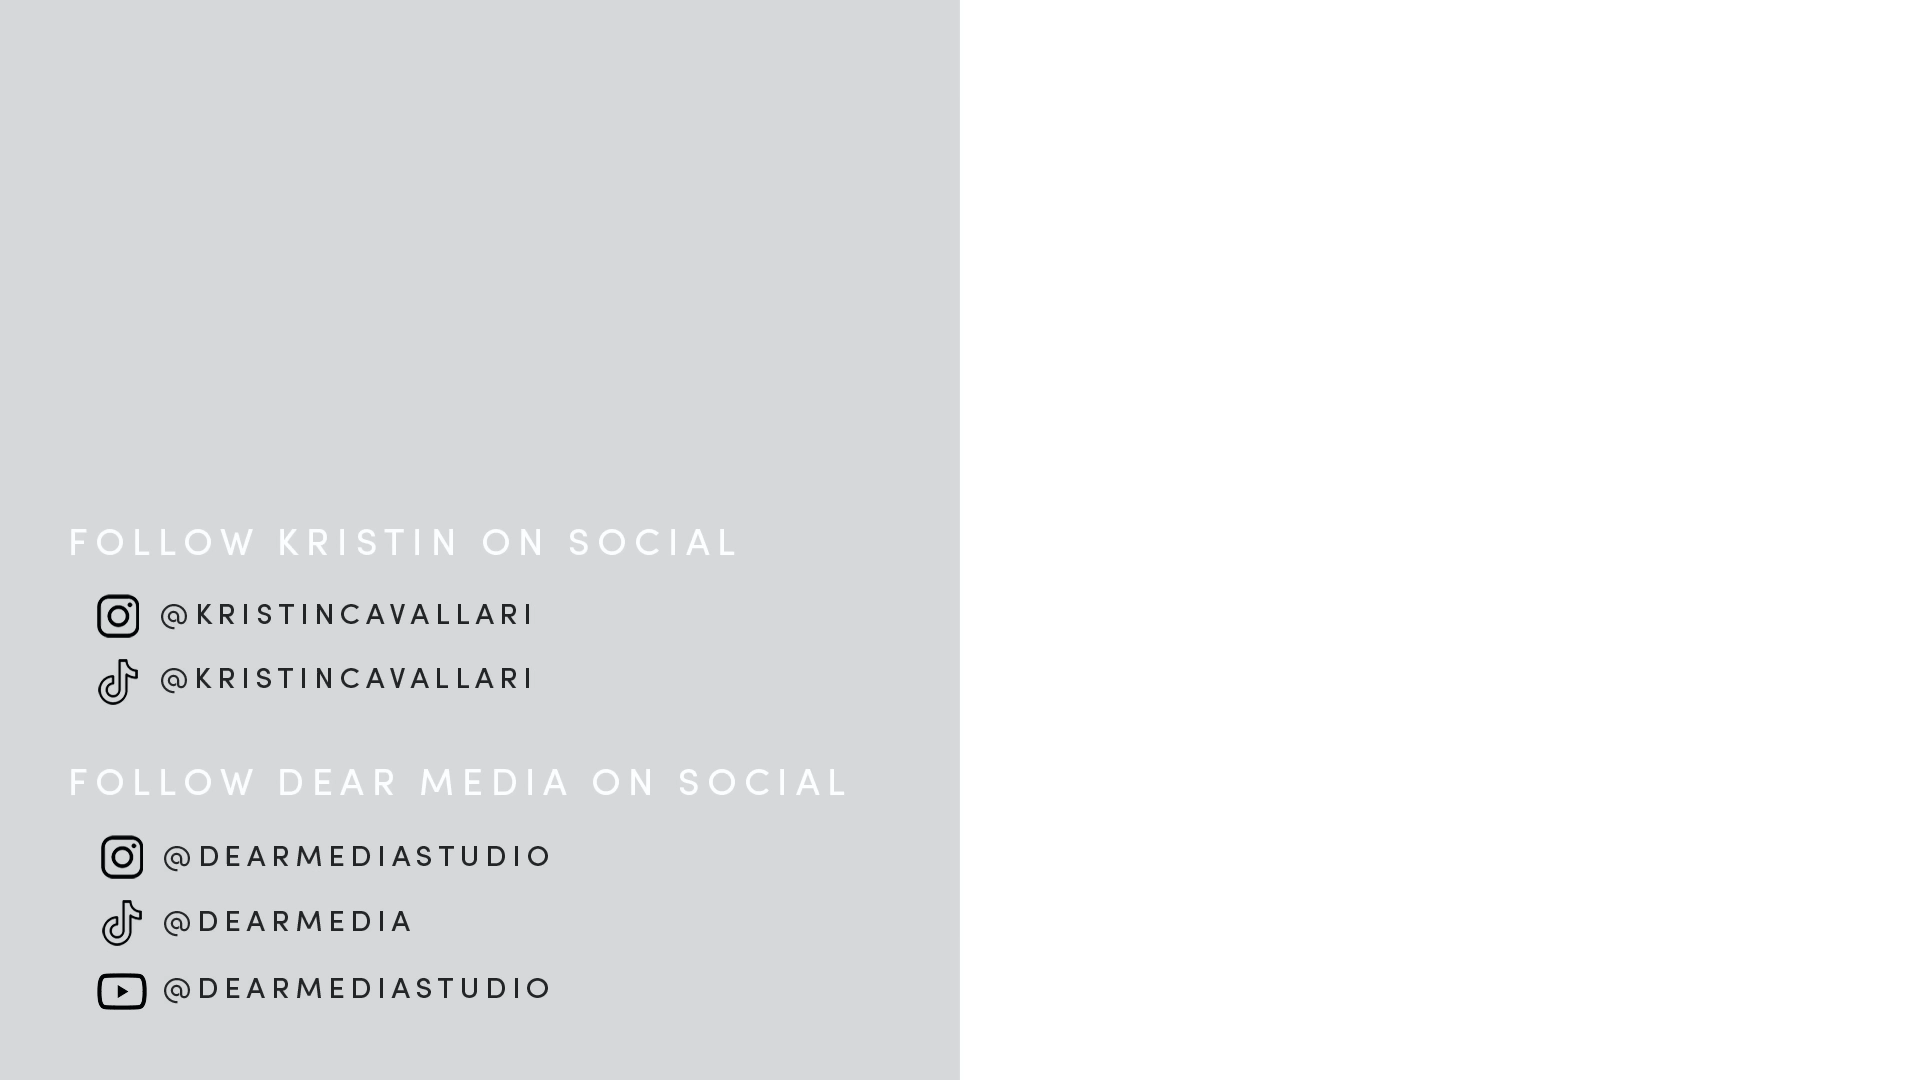 FOLLOW KRISTIN ON SOCIAL
@KRISTINCAVALLARI
@KRISTINCAVALLARI
FOLLOW DEAR MEDIA ON SOCIAL
@DEARMEDIASTUDIO
@DEARMEDIA
@DEARMEDIASTUDIO